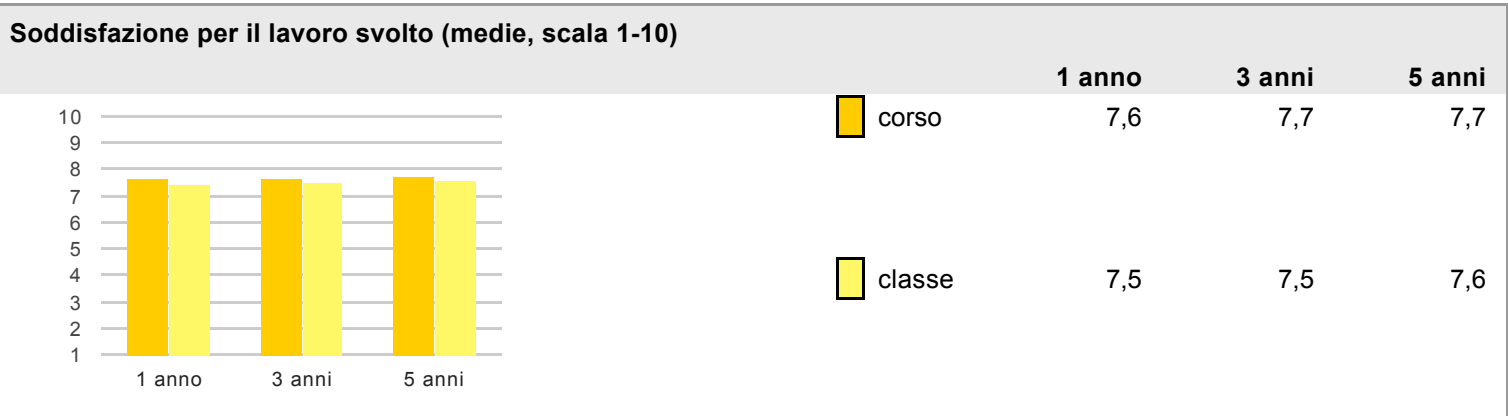 Soddisfazione per il lavoro svolto (medie, scala 1-10)
1 anno 3 anni 5 anni
corso 7,6 7,7 7,7
classe 7,5 7,5 7,6
10
9
8
7
6
5
4
3
2
1
1 anno 3 anni 5 anni